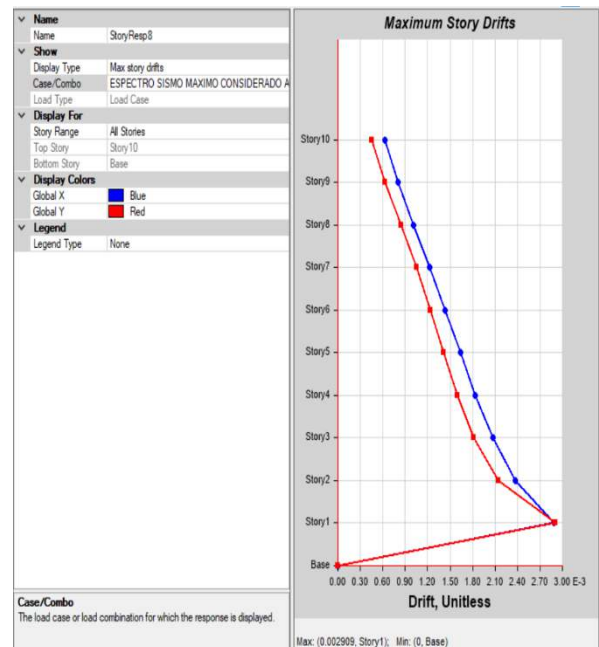 Name
Name StoryResp8
Show
Display Type Max story drifts
Case/Combo ESPECTRO SISMO MAXIMO CONSIDERADO A
Load Type Load Case
Display For
Story Range All Stories
Top Story Story10
Bottom Story Base
Display Colors
Global X Blue
Global Y Red
Legend
Legend Type None
Case/Combo
The load case or load combination for which the response is displayed.
Maximum Story Drifts
Story10
Story9
Story8
Story7
Story6
Story5
Story4
Story3
Story2
Story1
Base
0.00 0.30 0.60 0.90 1.20 1.50 1.80 2.10 2.40 2.70 3.00 E-3
Drift, Unitless
Max: (0.002909, Story1); Min: (0, Base)